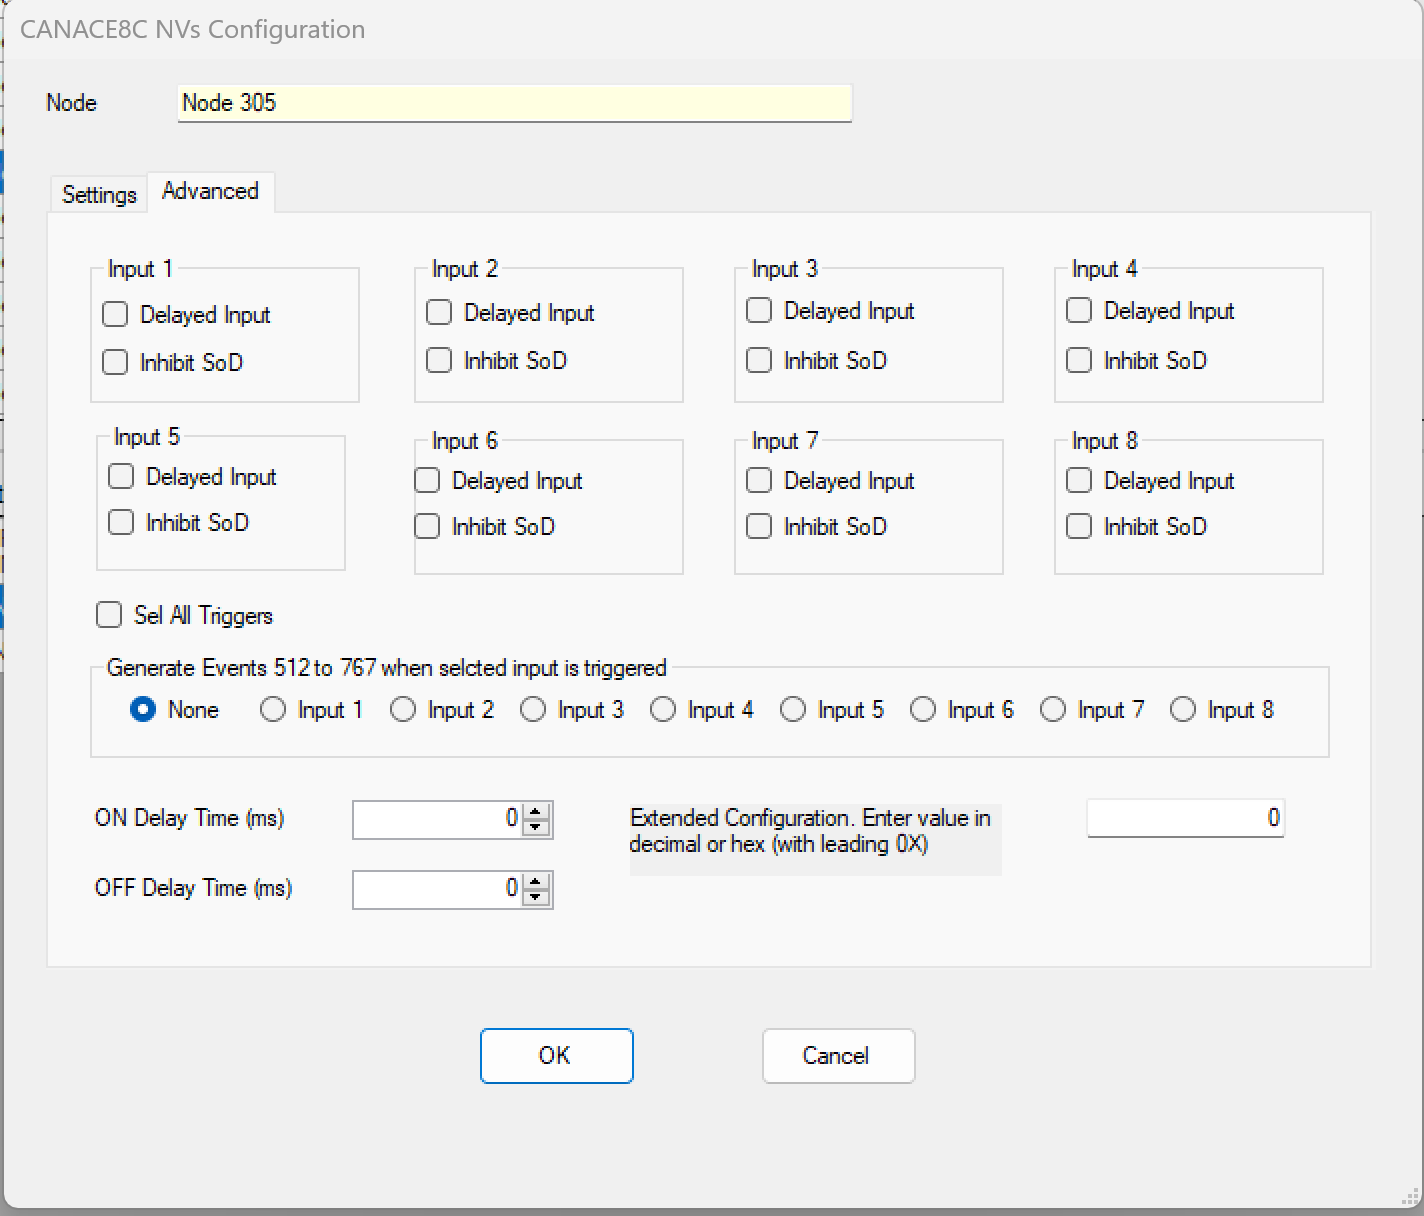 CANACE8C NVs Configuration
Node Node 305
Settings Advanced
Input 1 Input 2 Input 3 Input 4
Delayed Input Delayed Input Delayed Input Delayed Input
Inhibit SoD Inhibit SoD Inhibit SoD Inhibit SoD
Input 5 Input 6 Input 7 Input 8
Delayed Input Delayed Input Delayed Input Delayed Input
Inhibit SoD Inhibit SoD Inhibit SoD Inhibit SoD
Sel All Triggers
Generate Events 512 to 767 when selcted input is triggered
None Input 1 Input 2 Input 3 Input 4 Input 5 Input 6 Input 7 Input 8
ON Delay Time (ms) 0 Extended Configuration. Enter value in 0
decimal or hex (with leading 0X)
OFF Delay Time (ms) 0
OK Cancel